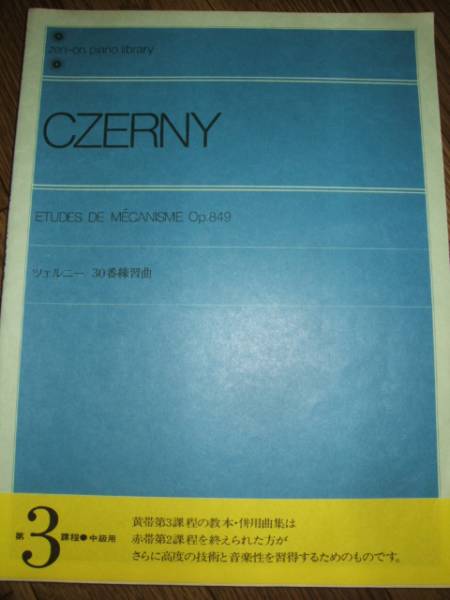 zen-on piano library
CZERNY
ETUDES DE MÉCANISME Op.849
ツェルニー 30番練習曲
第3課程●中級用
黄帯第3課程の教本・併用曲集は
赤帯第2課程を終えられた方が
さらに高度の技術と音楽性を習得するためのものです。